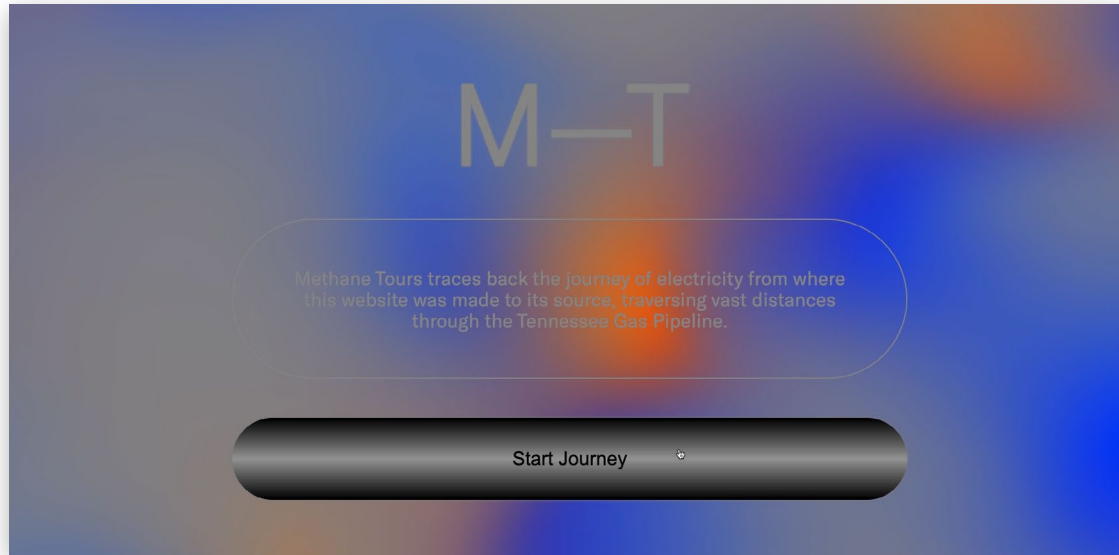 M—T
Methane Tours traces back the journey of electricity from where
this website was made to its source, traversing vast distances
through the Tennessee Gas Pipeline.
Start Journey